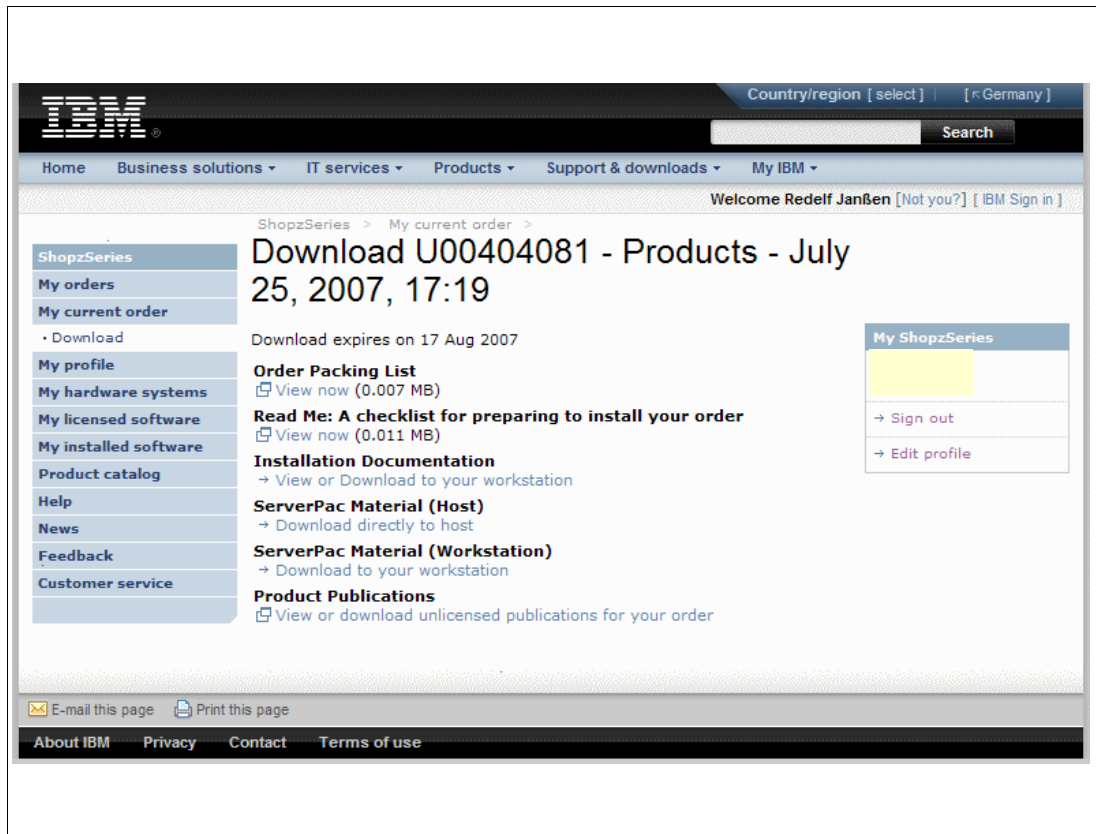 Country/region [ select ] | [ Germany ]
IBM ®
Search
Home Business solutions IT services Products Support & downloads My IBM
Welcome Redelf Janßen [Not you?] [ IBM Sign in ]
ShopzSeries > My current order >
Download U00404081 - Products - July
25, 2007, 17:19
ShopzSeries
My orders
My current order
• Download
My profile
My hardware systems
My licensed software
My installed software
Product catalog
Help
News
Feedback
Customer service
Download expires on 17 Aug 2007
Order Packing List
View now (0.007 MB)
Read Me: A checklist for preparing to install your order
View now (0.011 MB)
Installation Documentation
→ View or Download to your workstation
ServerPac Material (Host)
→ Download directly to host
ServerPac Material (Workstation)
→ Download to your workstation
Product Publications
View or download unlicensed publications for your order
My ShopzSeries
→ Sign out
→ Edit profile
E-mail this page Print this page
About IBM Privacy Contact Terms of use